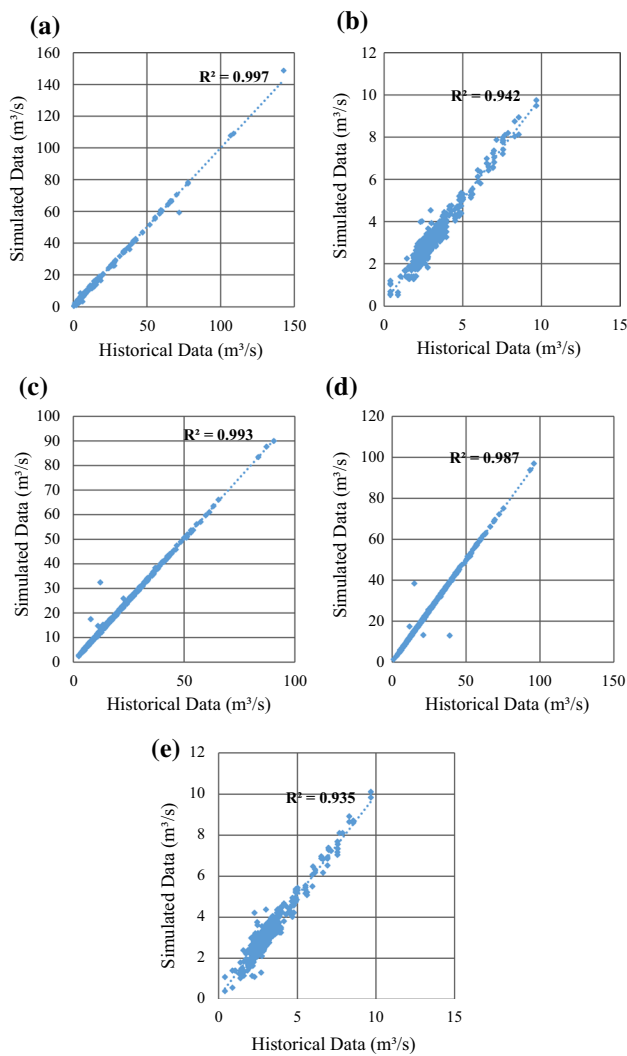 (a)
160
140
120
100
80
60
40
20
0
R² = 0.997
Simulated Data (m³/s)
0 50 100 150
Historical Data (m³/s)
(b)
12
10
8
6
4
2
0
R² = 0.942
Simulated Data (m³/s)
0 5 10 15
Historical Data (m³/s)
(c)
100
90
80
70
60
50
40
30
20
10
0
R² = 0.993
Simulated Data (m³/s)
0 50 100
Historical Data (m³/s)
(d)
120
100
80
60
40
20
0
R² = 0.987
Simulated Data (m³/s)
0 50 100 150
Historical Data (m³/s)
(e)
12
10
8
6
4
2
0
R² = 0.935
Simulated Data (m³/s)
0 5 10 15
Historical Data (m³/s)